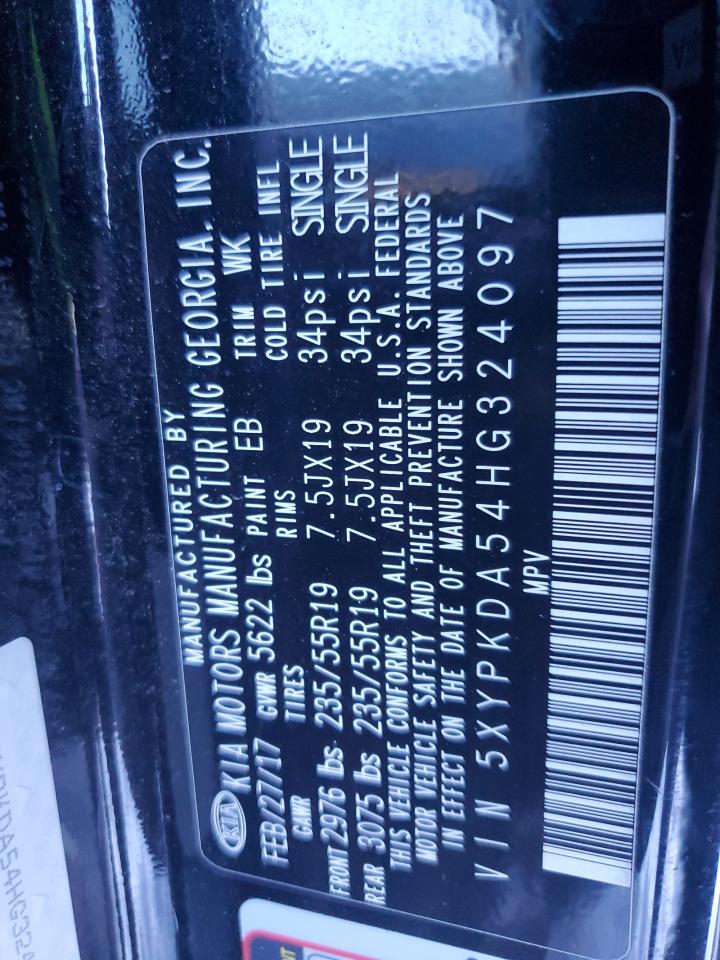 MANUFACTURED BY
KIA KIA MOTORS MANUFACTURING GEORGIA, INC.
FEB/27/17 GVWR 5622 lbs PAINT EB TRIM WK
GAWR TIRES RIMS COLD TIRE INFL
FRONT 2976 lbs 235/55R19 7.5JX19 34psi SINGLE
REAR 3075 lbs 235/55R19 7.5JX19 34psi SINGLE
THIS VEHICLE CONFORMS TO ALL APPLICABLE U.S.A. FEDERAL
MOTOR VEHICLE SAFETY AND THEFT PREVENTION STANDARDS
IN EFFECT ON THE DATE OF MANUFACTURE SHOWN ABOVE
VIN 5XYPKDA54HG324097
MPV